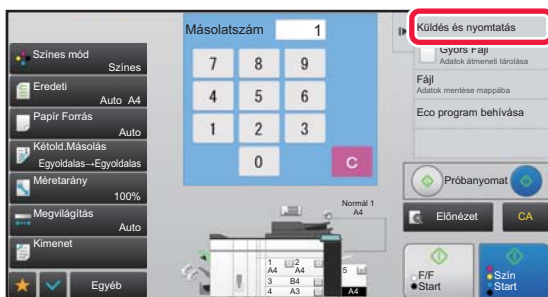 Színes mód
Színes
Eredeti
Auto A4
Papír Forrás
Auto
Kétold.Másolás
Egyoldalas→Egyoldalas
Méretarány
100%
Megvilágítás
Auto
Kimenet
Egyéb
Másolatszám 1
7 8 9
4 5 6
1 2 3
0 C
Normál 1
A4
1 A4
2 A4
3 B4
4 A3
5
A4
Küldés és nyomtatás
Gyors Fájl
Adatok átmeneti tárolása
Fájl
Adatok mentése mappába
Eco program behívása
Próbanyomat
Előnézet
CA
F/F
Start
Szín
Start